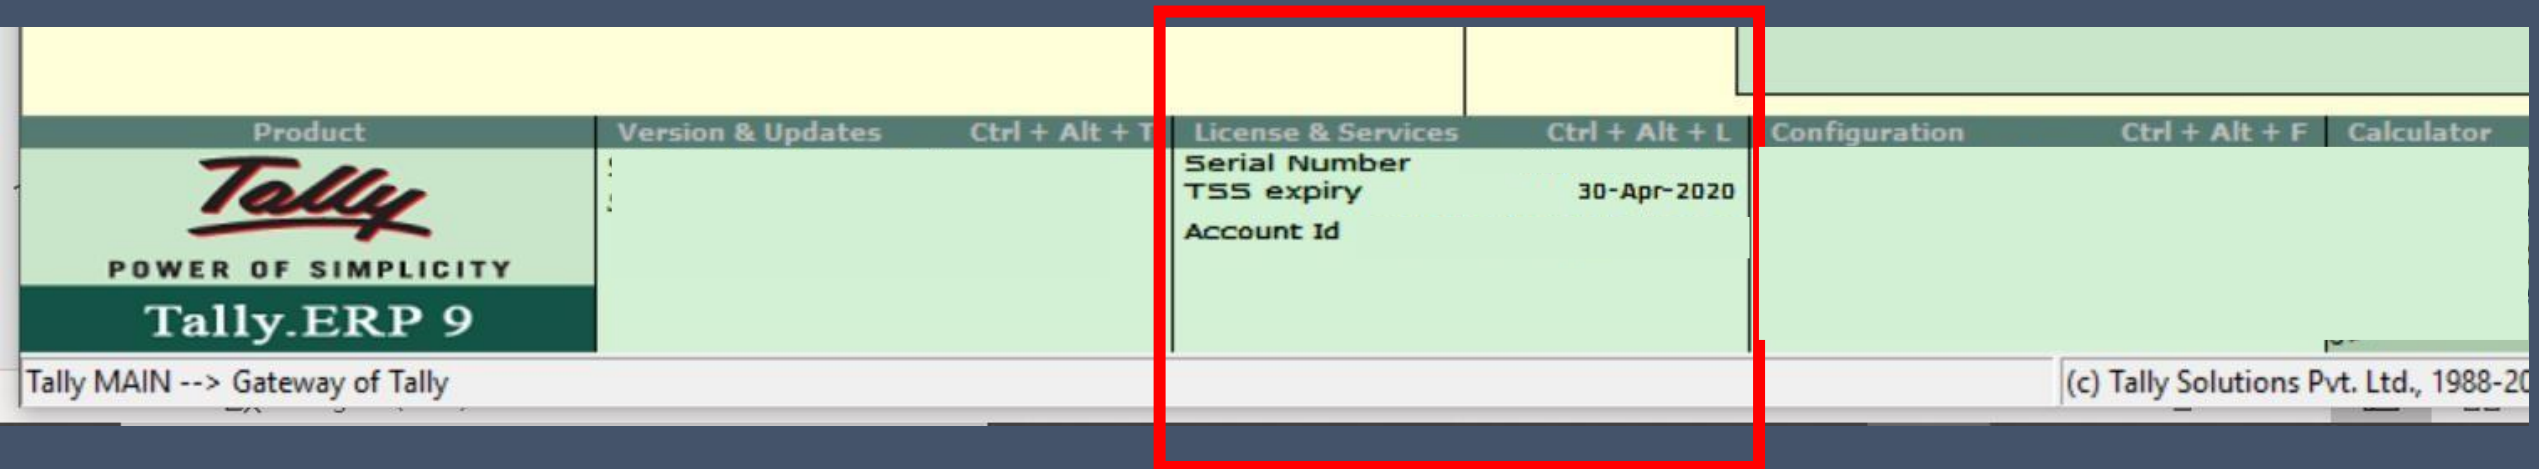 Product
Tally
POWER OF SIMPLICITY
Tally.ERP 9
Version & Updates Ctrl + Alt + T
License & Services Ctrl + Alt + L
Serial Number
TSS expiry 30-Apr-2020
Account Id
Configuration Ctrl + Alt + F
Calculator
Tally MAIN --> Gateway of Tally
(c) Tally Solutions Pvt. Ltd., 1988-20